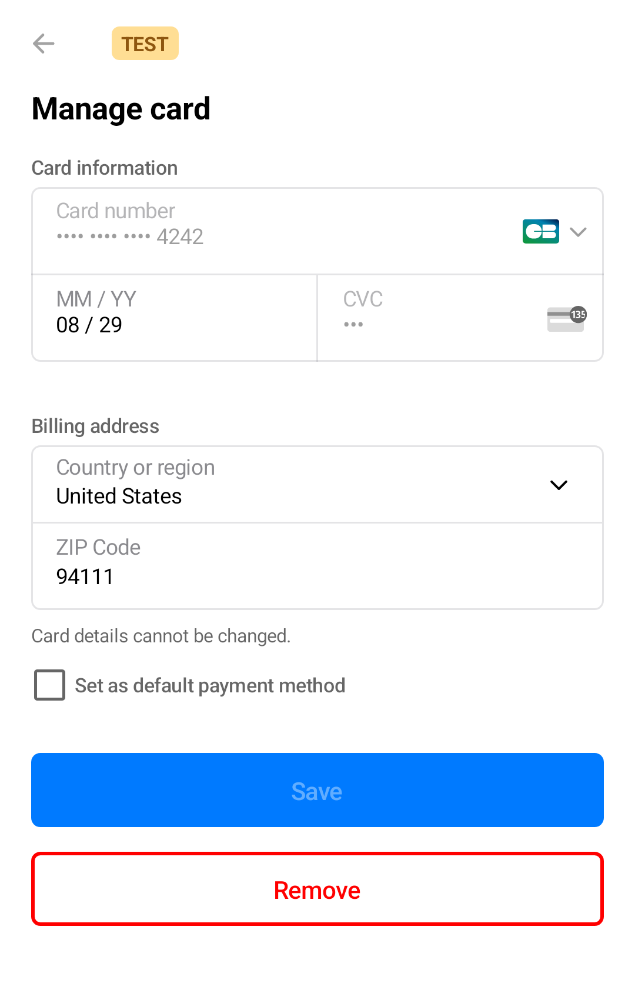 TEST
Manage card
Card information
Card number
•••• •••• •••• 4242
CB
MM / YY
08 / 29
CVC
•••
135
Billing address
Country or region
United States
ZIP Code
94111
Card details cannot be changed.
Set as default payment method
Save
Remove